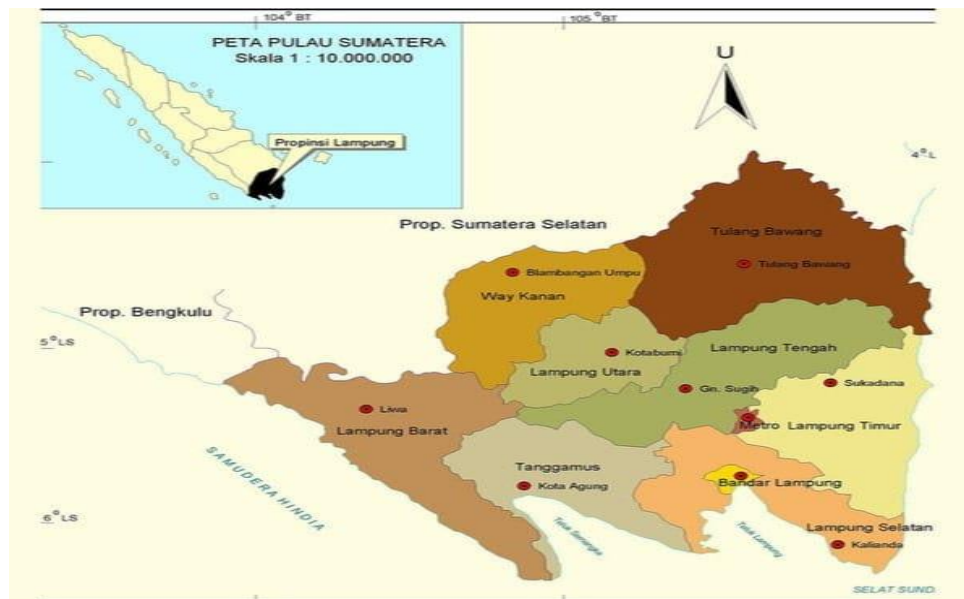 104° BT
105° BT
PETA PULAU SUMATERA
Skala 1 : 10.000.000
U
Propinsi Lampung
4° L
Prop. Sumatera Selatan
Tulang Bawang
Tulang Bawang
Blambangan Umpu
Way Kanan
Prop. Bengkulu
5° LS
Kotabumi
Lampung Tengah
Lampung Utara
Gn. Sugih
Sukadana
Liwa
Lampung Barat
Metro
Lampung Timur
SAMUDERA HINDIA
Tanggamus
Kota Agung
Bandar Lampung
6° LS
Teluk Semangka
Teluk Lampung
Lampung Selatan
Kalianda
SELAT SUND